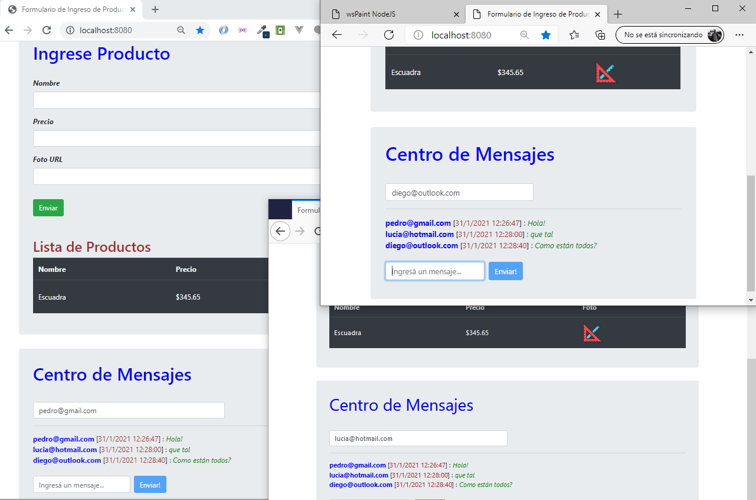 Formulario de Ingreso de Produc
localhost:8080
Ingrese Producto
Nombre
Precio
Foto URL
Enviar
Lista de Productos
Nombre Precio
Escuadra $345.65
Centro de Mensajes
pedro@gmail.com
pedro@gmail.com [31/1/2021 12:26:47] : Hola!
lucia@hotmail.com [31/1/2021 12:28:00] : que tal
diego@outlook.com [31/1/2021 12:28:40] : Como están todos?
Ingresá un mensaje... Enviar!
wsPaint NodeJS
Formulario de Ingreso de Produc
localhost:8080
No se está sincronizando
Escuadra $345.65
Centro de Mensajes
diego@outlook.com
pedro@gmail.com [31/1/2021 12:26:47] : Hola!
lucia@hotmail.com [31/1/2021 12:28:00] : que tal
diego@outlook.com [31/1/2021 12:28:40] : Como están todos?
Ingresá un mensaje... Enviar!
Formul
Nombre Precio Foto
Escuadra $345.65
Centro de Mensajes
lucia@hotmail.com
pedro@gmail.com [31/1/2021 12:26:47] : Hola!
lucia@hotmail.com [31/1/2021 12:28:00] : que tal
diego@outlook.com [31/1/2021 12:28:40] : Como están todos?